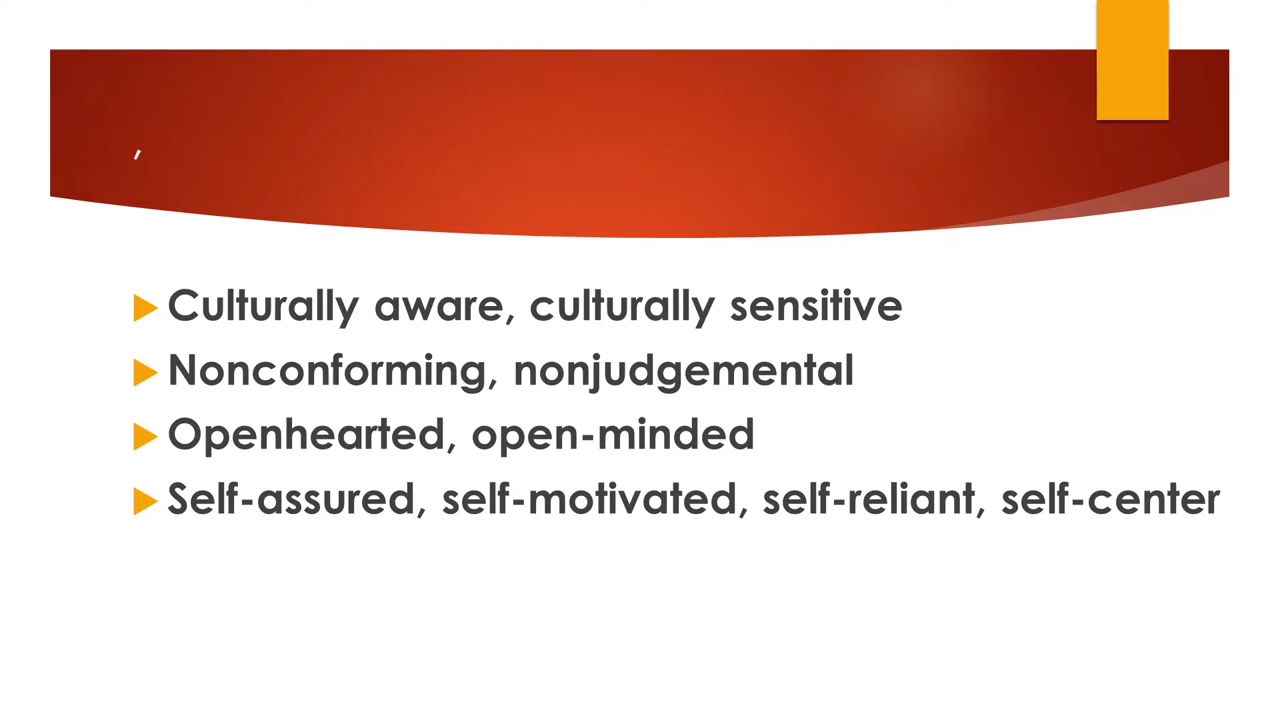 ,
Culturally aware, culturally sensitive
Nonconforming, nonjudgemental
Openhearted, open-minded
Self-assured, self-motivated, self-reliant, self-center